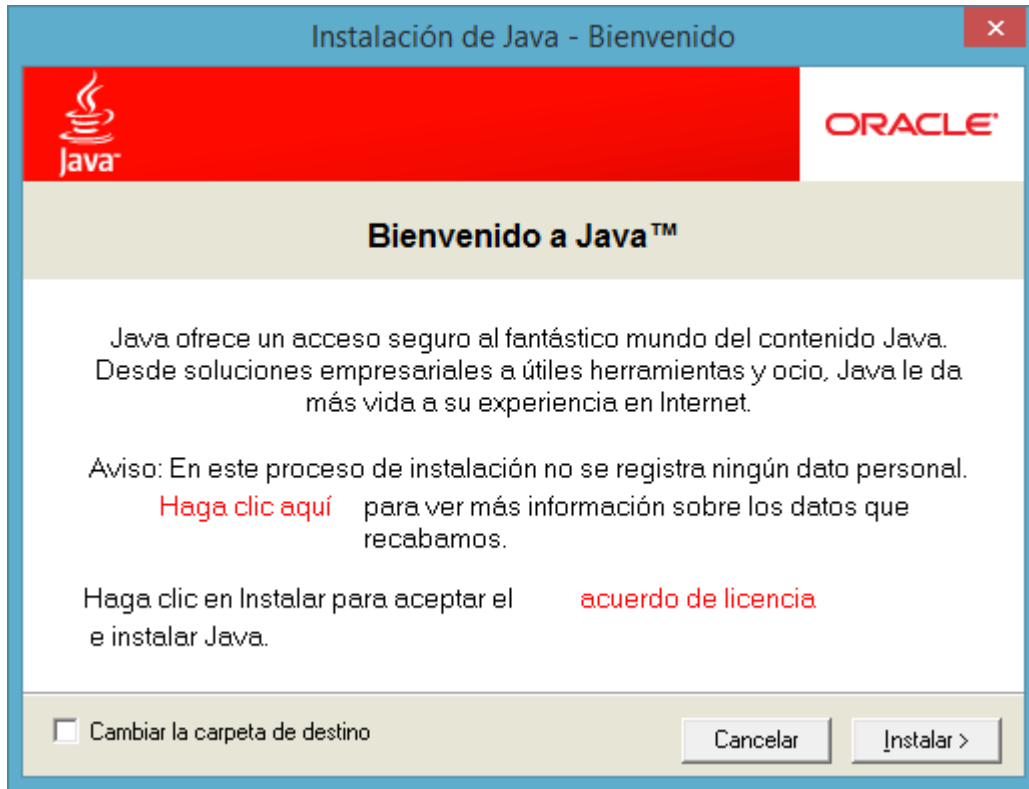 Instalación de Java - Bienvenido
Java
ORACLE
Bienvenido a Java™
Java ofrece un acceso seguro al fantástico mundo del contenido Java.
Desde soluciones empresariales a útiles herramientas y ocio, Java le da
más vida a su experiencia en Internet.
Aviso: En este proceso de instalación no se registra ningún dato personal.
Haga clic aquí para ver más información sobre los datos que
recabamos.
Haga clic en Instalar para aceptar el acuerdo de licencia
e instalar Java.
Cambiar la carpeta de destino
Cancelar
Instalar >